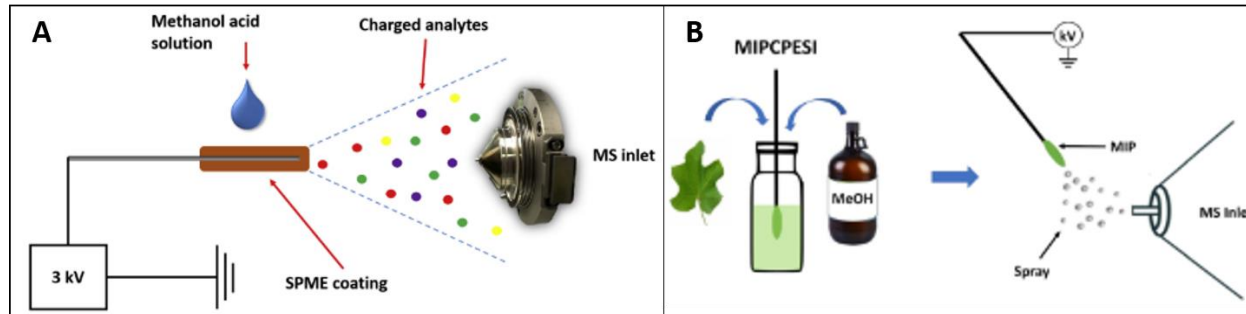 A
Methanol acid
solution
Charged analytes
MS inlet
3 kV
SPME coating
B
MIPCPESI
MeOH
kV
MIP
MS Inle
Spray